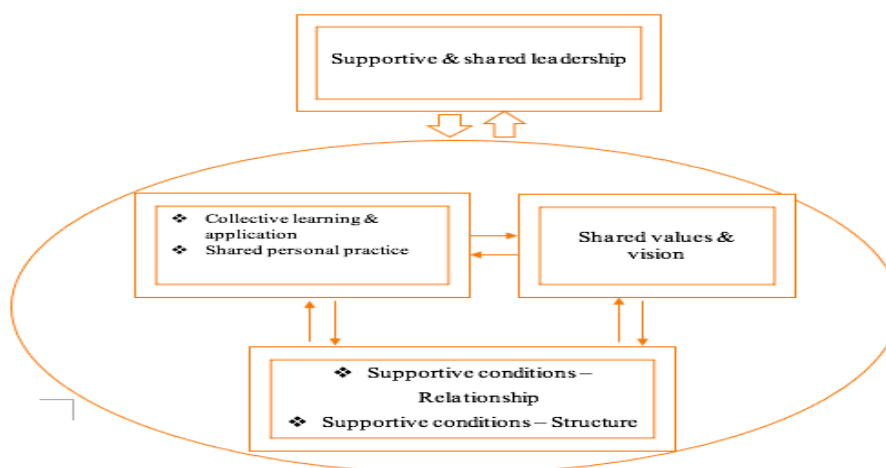 Supportive & shared leadership
❖ Collective learning &
application
❖ Shared personal practice
Shared values &
vision
❖ Supportive conditions –
Relationship
❖ Supportive conditions – Structure